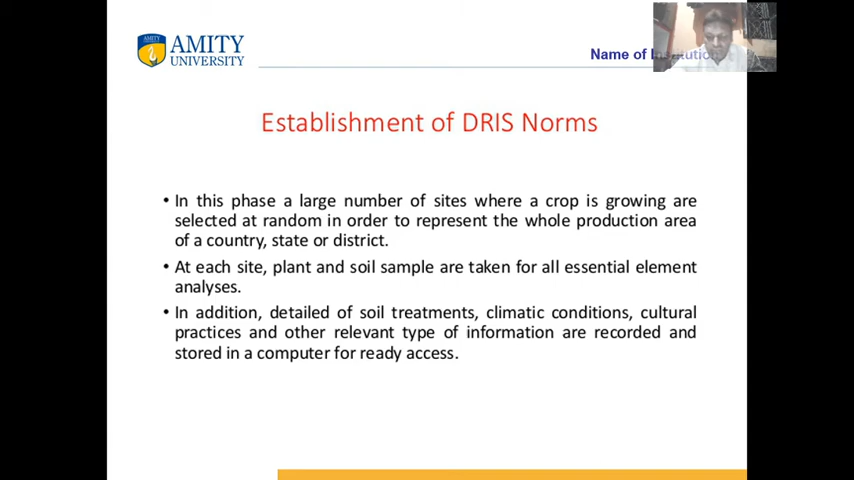 AMITY
AMITY
UNIVERSITY
Name of Institution
Establishment of DRIS Norms
• In this phase a large number of sites where a crop is growing are
selected at random in order to represent the whole production area
of a country, state or district.
• At each site, plant and soil sample are taken for all essential element
analyses.
• In addition, detailed of soil treatments, climatic conditions, cultural
practices and other relevant type of information are recorded and
stored in a computer for ready access.